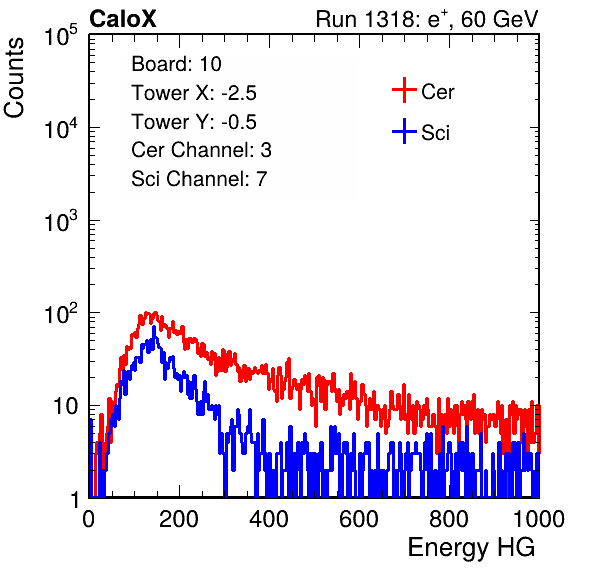 CaloX Run 1318: e⁺, 60 GeV
Counts
10⁵
10⁴
10³
10²
10
1
Board: 10
Tower X: -2.5
Tower Y: -0.5
Cer Channel: 3
Sci Channel: 7
Cer
Sci
0 200 400 600 800 1000
Energy HG